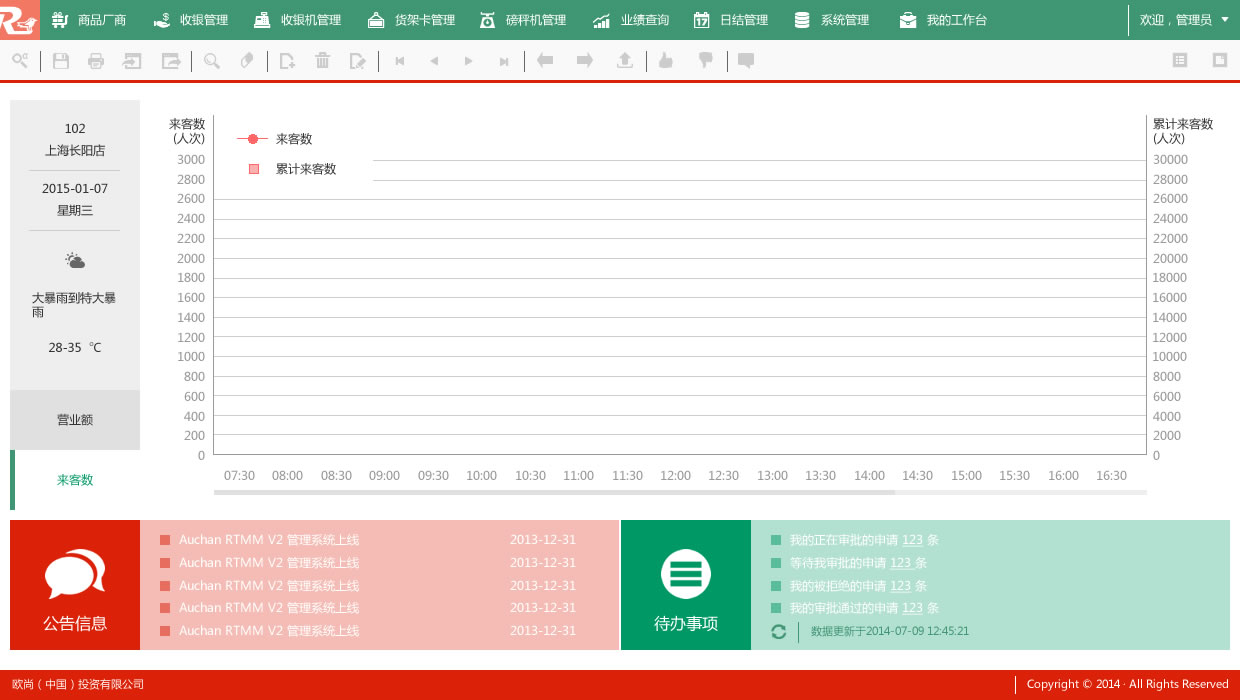 商品厂商 收银管理 收银机管理 货架卡管理 磅秤机管理 业绩查询 17 日结管理 系统管理 我的工作台 欢迎，管理员
102
上海长阳店
2015-01-07
星期三
大暴雨到特大暴
雨
28-35 ℃
营业额
来客数
来客数
(人次)
3000
2800
2600
2400
2200
2000
1800
1600
1400
1200
1000
800
600
400
200
0
来客数
累计来客数
累计来客数
(人次)
30000
28000
26000
24000
22000
20000
18000
16000
14000
12000
10000
8000
6000
4000
2000
0
07:30 08:00 08:30 09:00 09:30 10:00 10:30 11:00 11:30 12:00 12:30 13:00 13:30 14:00 14:30 15:00 15:30 16:00 16:30
公告信息
Auchan RTMM V2 管理系统上线 2013-12-31
Auchan RTMM V2 管理系统上线 2013-12-31
Auchan RTMM V2 管理系统上线 2013-12-31
Auchan RTMM V2 管理系统上线 2013-12-31
Auchan RTMM V2 管理系统上线 2013-12-31
待办事项
我的正在审批的申请 123 条
等待我审批的申请 123 条
我的被拒绝的申请 123 条
我的审批通过的申请 123 条
数据更新于2014-07-09 12:45:21
欧尚（中国）投资有限公司
Copyright © 2014 · All Rights Reserved